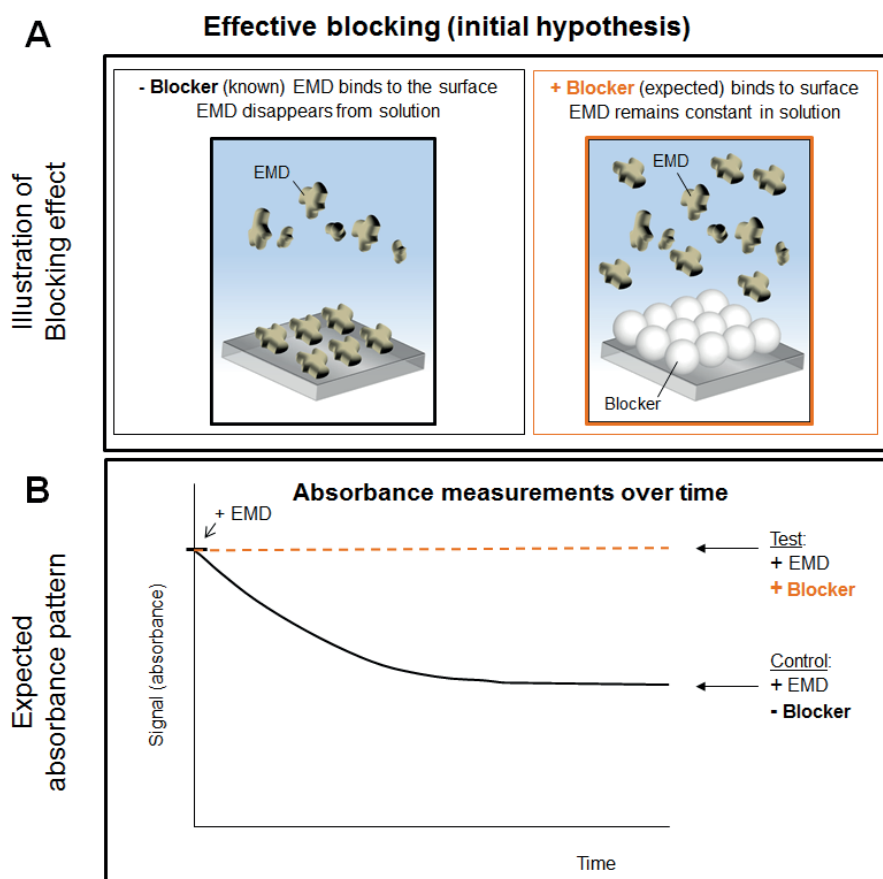 A
Effective blocking (initial hypothesis)
Illustration of
Blocking effect
- Blocker (known) EMD binds to the surface
EMD disappears from solution
EMD
+ Blocker (expected) binds to surface
EMD remains constant in solution
EMD
Blocker
B
Expected
absorbance pattern
Absorbance measurements over time
+ EMD
Signal (absorbance)
Time
Test:
+ EMD
+ Blocker
Control:
+ EMD
- Blocker